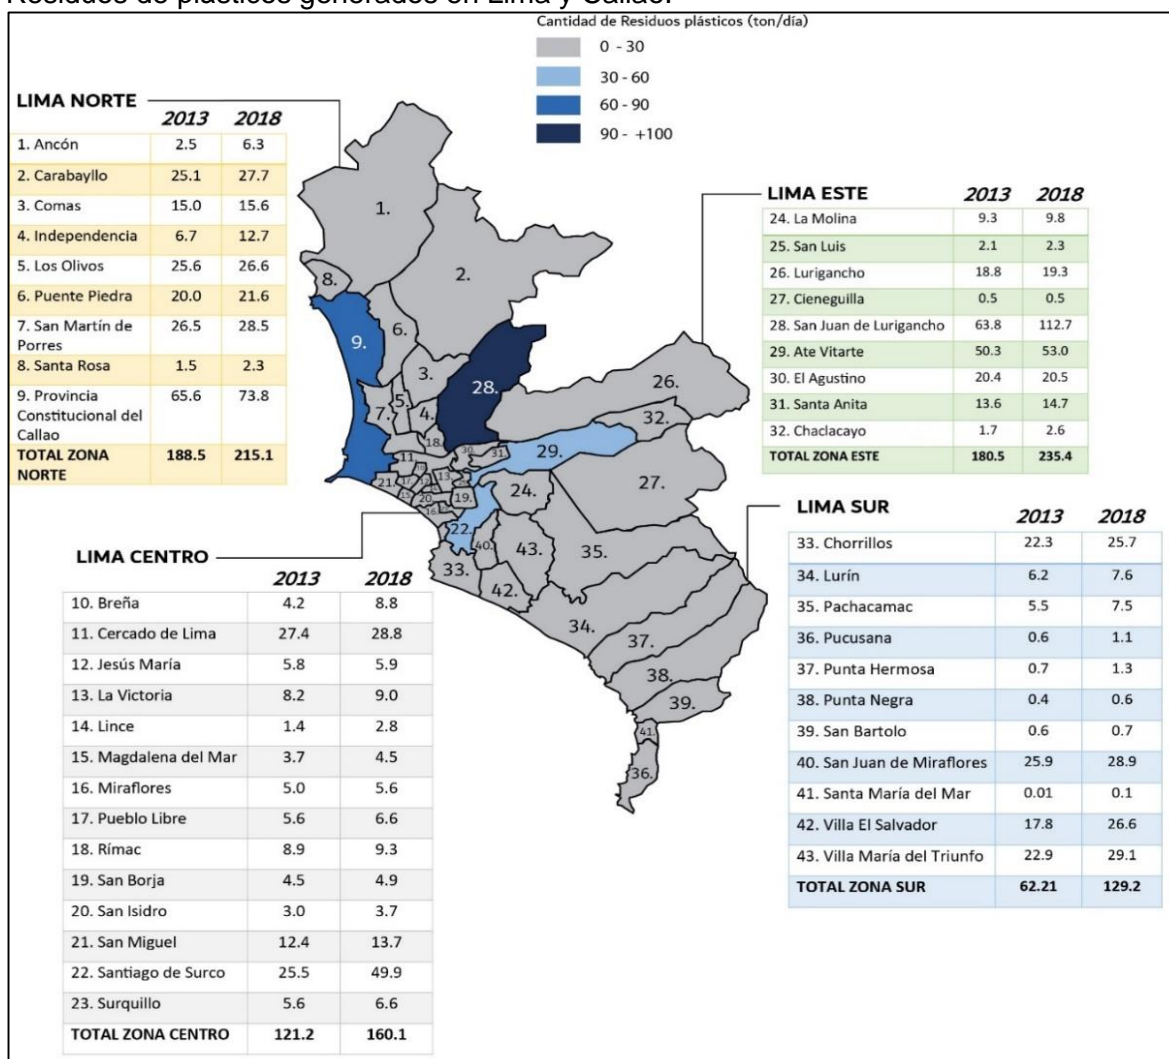 Residuos de plásticos generados en Lima y Callao.
Cantidad de Residuos plásticos (ton/día)
0 - 30
30 - 60
60 - 90
90 - +100
LIMA NORTE
2013 2018
1. Ancón 2.5 6.3
2. Carabayllo 25.1 27.7
3. Comas 15.0 15.6
4. Independencia 6.7 12.7
5. Los Olivos 25.6 26.6
6. Puente Piedra 20.0 21.6
7. San Martín de
Porres 26.5 28.5
8. Santa Rosa 1.5 2.3
9. Provincia
Constitucional del
Callao 65.6 73.8
TOTAL ZONA
NORTE 188.5 215.1
LIMA ESTE 2013 2018
24. La Molina 9.3 9.8
25. San Luis 2.1 2.3
26. Lurigancho 18.8 19.3
27. Cieneguilla 0.5 0.5
28. San Juan de Lurigancho 63.8 112.7
29. Ate Vitarte 50.3 53.0
30. El Agustino 20.4 20.5
31. Santa Anita 13.6 14.7
32. Chaclacayo 1.7 2.6
TOTAL ZONA ESTE 180.5 235.4
LIMA CENTRO
2013 2018
10. Breña 4.2 8.8
11. Cercado de Lima 27.4 28.8
12. Jesús María 5.8 5.9
13. La Victoria 8.2 9.0
14. Lince 1.4 2.8
15. Magdalena del Mar 3.7 4.5
16. Miraflores 5.0 5.6
17. Pueblo Libre 5.6 6.6
18. Rímac 8.9 9.3
19. San Borja 4.5 4.9
20. San Isidro 3.0 3.7
21. San Miguel 12.4 13.7
22. Santiago de Surco 25.5 49.9
23. Surquillo 5.6 6.6
TOTAL ZONA CENTRO 121.2 160.1
LIMA SUR
2013 2018
33. Chorrillos 22.3 25.7
34. Lurín 6.2 7.6
35. Pachacamac 5.5 7.5
36. Pucusana 0.6 1.1
37. Punta Hermosa 0.7 1.3
38. Punta Negra 0.4 0.6
39. San Bartolo 0.6 0.7
40. San Juan de Miraflores 25.9 28.9
41. Santa María del Mar 0.01 0.1
42. Villa El Salvador 17.8 26.6
43. Villa María del Triunfo 22.9 29.1
TOTAL ZONA SUR 62.21 129.2
1.
2.
8.
9.
6.
3.
28.
26.
7.
5.
4.
32.
18.
30.
31.
29.
11.
13.
21.
17.
12.
27.
24.
20.
19.
15.
16.
22.
40.
43.
35.
33.
42.
34.
37.
38.
39.
41.
36.